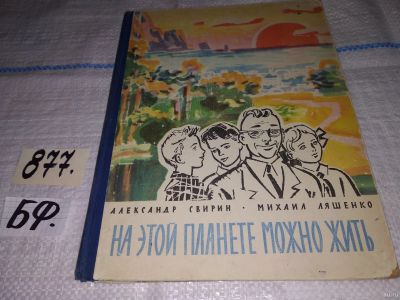 877.
БФ.
АЛЕКСАНДР СВИРИН · МИХАИЛ ЛЯШЕНКО
НА ЭТОЙ ПЛАНЕТЕ МОЖНО ЖИТЬ